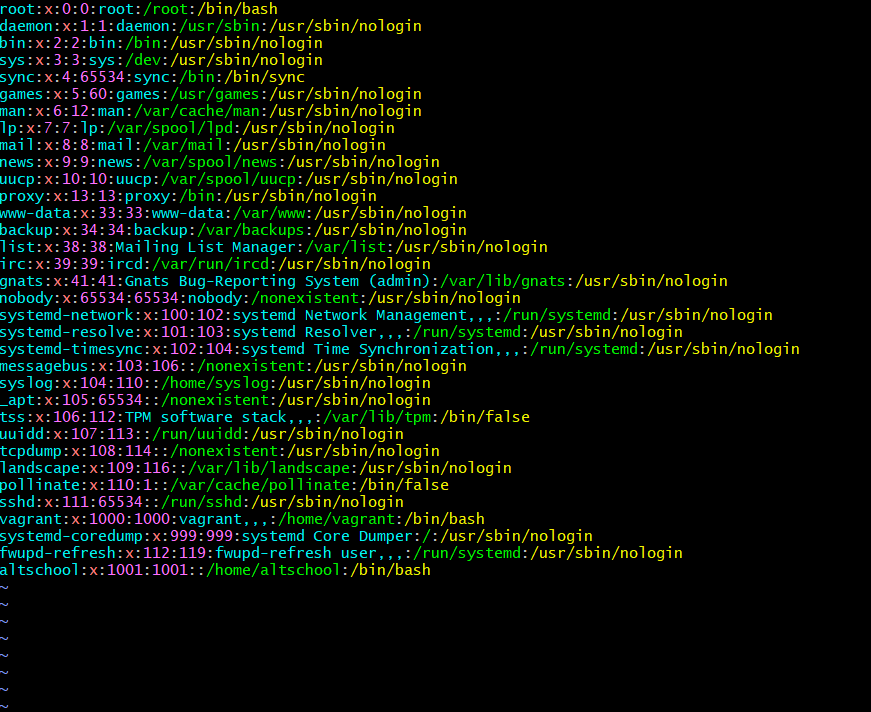 root:x:0:0:root:/root:/bin/bash
daemon:x:1:1:daemon:/usr/sbin:/usr/sbin/nologin
bin:x:2:2:bin:/bin:/usr/sbin/nologin
sys:x:3:3:sys:/dev:/usr/sbin/nologin
sync:x:4:65534:sync:/bin:/bin/sync
games:x:5:60:games:/usr/games:/usr/sbin/nologin
man:x:6:12:man:/var/cache/man:/usr/sbin/nologin
lp:x:7:7:lp:/var/spool/lpd:/usr/sbin/nologin
mail:x:8:8:mail:/var/mail:/usr/sbin/nologin
news:x:9:9:news:/var/spool/news:/usr/sbin/nologin
uucp:x:10:10:uucp:/var/spool/uucp:/usr/sbin/nologin
proxy:x:13:13:proxy:/bin:/usr/sbin/nologin
www-data:x:33:33:www-data:/var/www:/usr/sbin/nologin
backup:x:34:34:backup:/var/backups:/usr/sbin/nologin
list:x:38:38:Mailing List Manager:/var/list:/usr/sbin/nologin
irc:x:39:39:ircd:/var/run/ircd:/usr/sbin/nologin
gnats:x:41:41:Gnats Bug-Reporting System (admin):/var/lib/gnats:/usr/sbin/nologin
nobody:x:65534:65534:nobody:/nonexistent:/usr/sbin/nologin
systemd-network:x:100:102:systemd Network Management,,,:/run/systemd:/usr/sbin/nologin
systemd-resolve:x:101:103:systemd Resolver,,,:/run/systemd:/usr/sbin/nologin
systemd-timesync:x:102:104:systemd Time Synchronization,,,:/run/systemd:/usr/sbin/nologin
messagebus:x:103:106::/nonexistent:/usr/sbin/nologin
syslog:x:104:110::/home/syslog:/usr/sbin/nologin
_apt:x:105:65534::/nonexistent:/usr/sbin/nologin
tss:x:106:112:TPM software stack,,,:/var/lib/tpm:/bin/false
uuidd:x:107:113::/run/uuidd:/usr/sbin/nologin
tcpdump:x:108:114::/nonexistent:/usr/sbin/nologin
landscape:x:109:116::/var/lib/landscape:/usr/sbin/nologin
pollinate:x:110:1::/var/cache/pollinate:/bin/false
sshd:x:111:65534::/run/sshd:/usr/sbin/nologin
vagrant:x:1000:1000:vagrant,,,:/home/vagrant:/bin/bash
systemd-coredump:x:999:999:systemd Core Dumper:/:/usr/sbin/nologin
fwupd-refresh:x:112:119:fwupd-refresh user,,,:/run/systemd:/usr/sbin/nologin
altschool:x:1001:1001::/home/altschool:/bin/bash
~
~
~
~
~
~
~
~